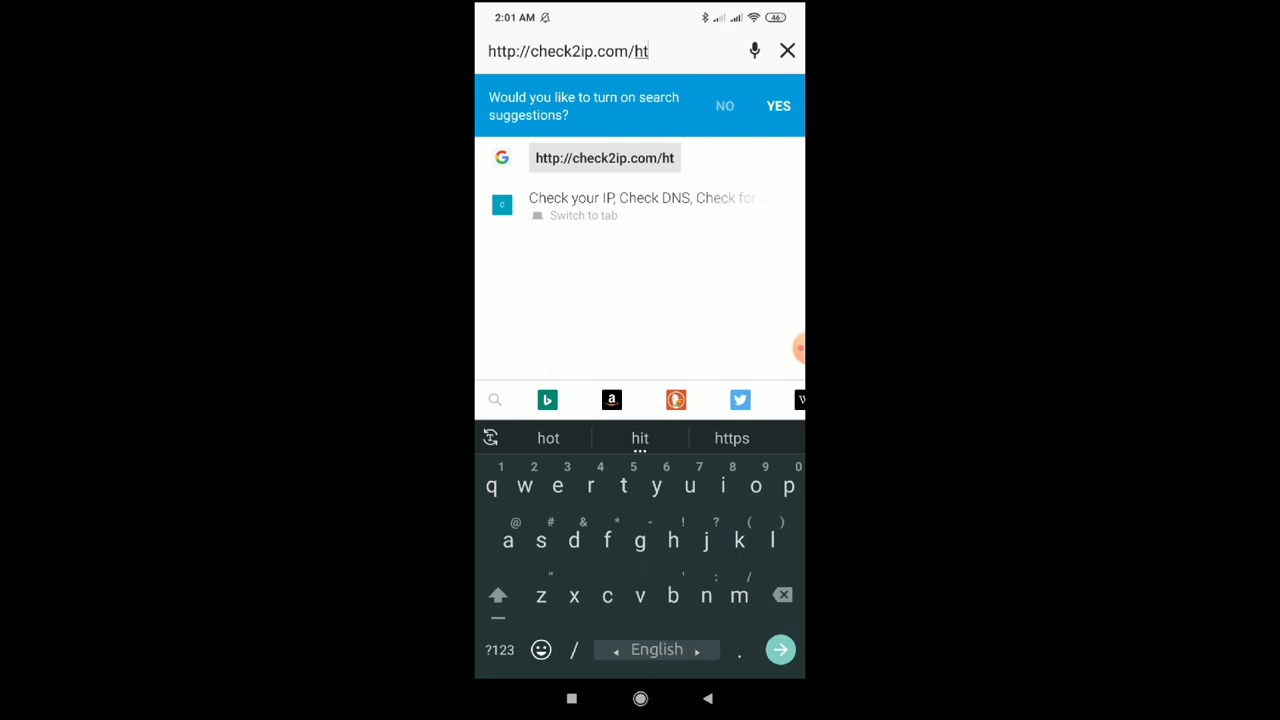 2:01 AM 46
http://check2ip.com/ht
Would you like to turn on search
suggestions?
NO YES
G http://check2ip.com/ht
c Check your IP, Check DNS, Check for
Switch to tab
b a W
hot hit https
1 2 3 4 5 6 7 8 9 0
q w e r t y u i o p
@ # & * - ! ? ( )
a s d f g h j k l
" ' : /
z x c v b n m
?123 / English .